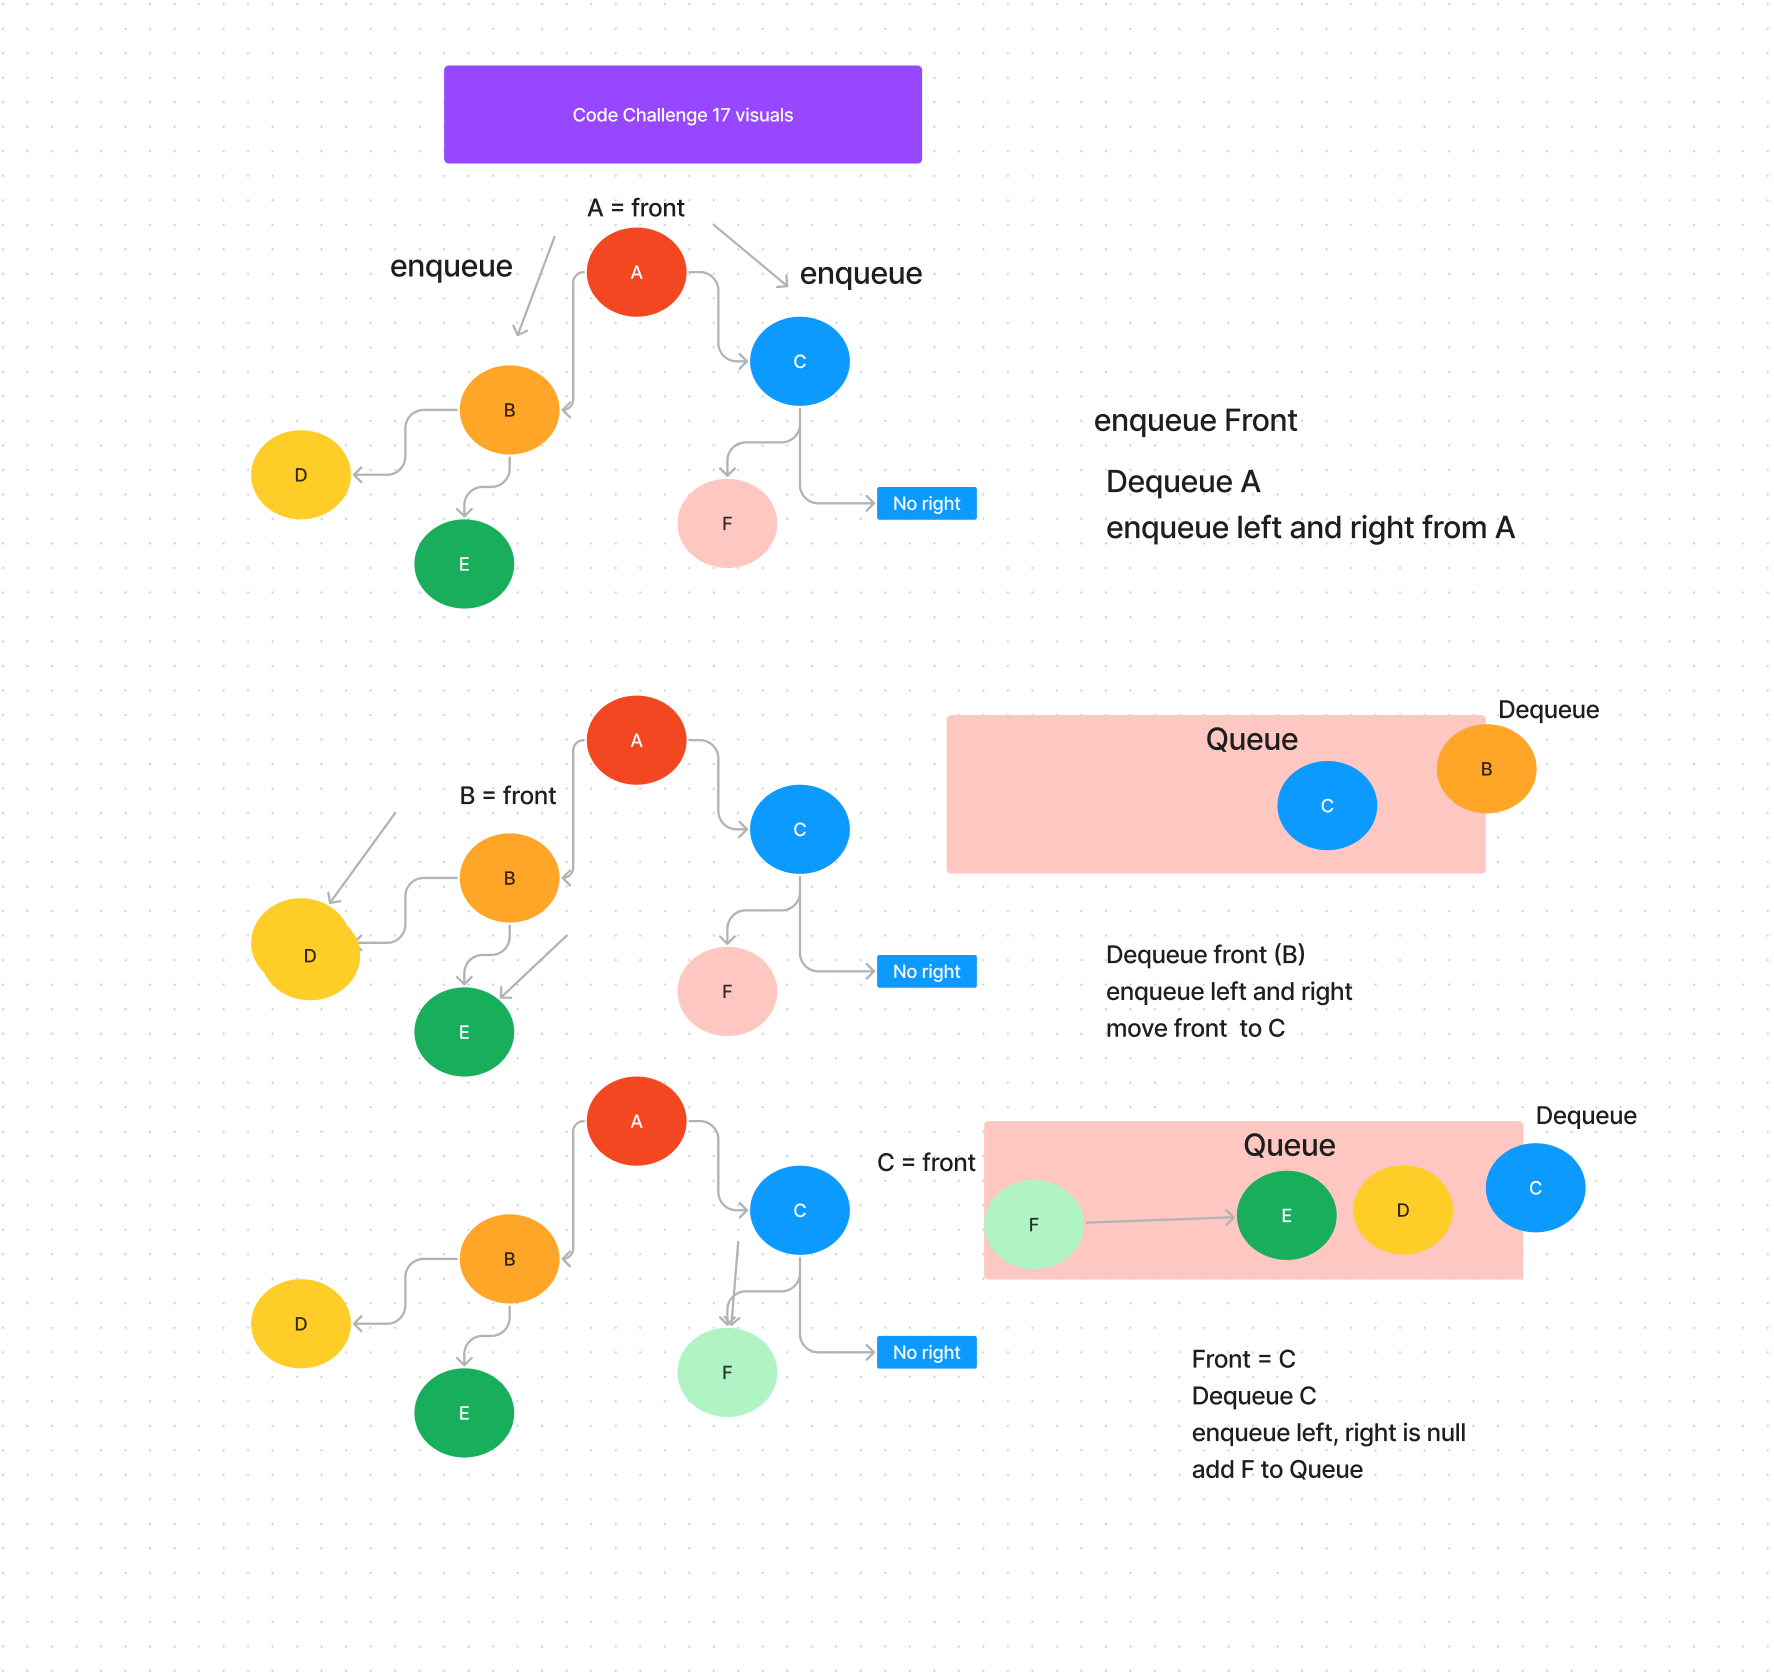 Code Challenge 17 visuals
A = front
enqueue
A
enqueue
C
B
D
E
F
No right
enqueue Front
Dequeue A
enqueue left and right from A
A
B = front
C
B
D
E
F
No right
Dequeue
Queue
B
C
Dequeue front (B)
enqueue left and right
move front to C
A
C = front
C
B
D
E
F
No right
Dequeue
Queue
C
F
E
D
Front = C
Dequeue C
enqueue left, right is null
add F to Queue